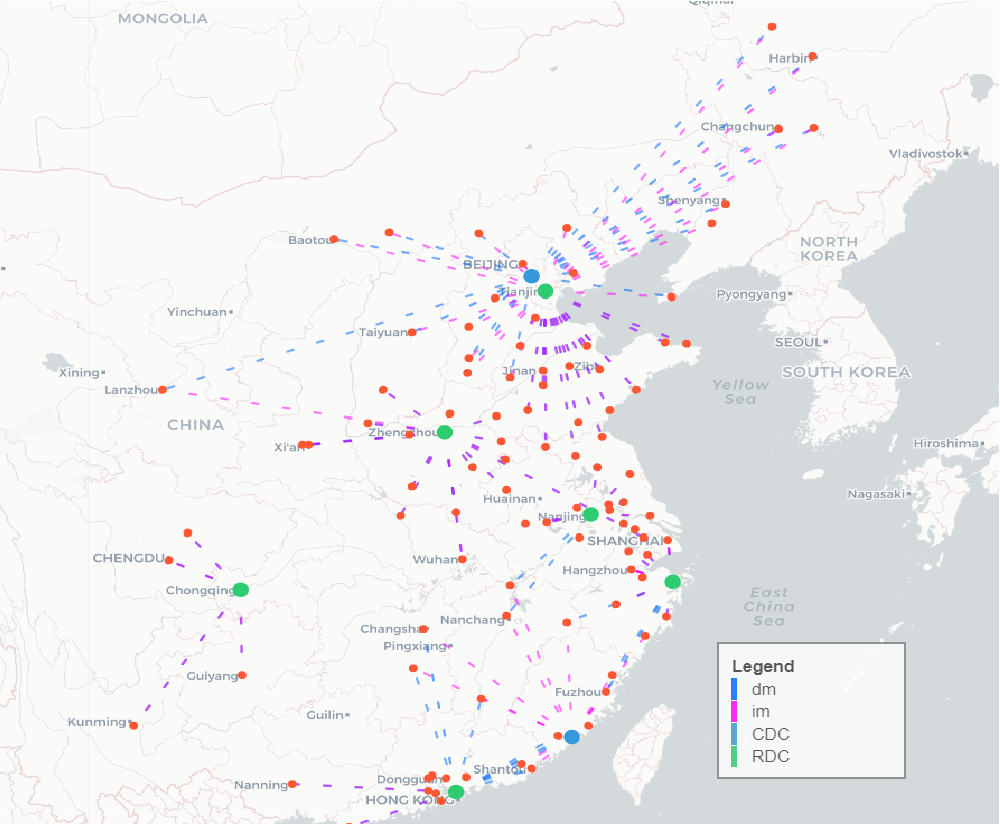 Qiqihar
MONGOLIA
Harbin
Changchun
Vladivostok
Shenyang
Baotou
NORTH
KOREA
BEIJING
Tianjin
Pyongyang
Yinchuan
Taiyuan
SEOUL
Xining
Jinan
Zibo
SOUTH KOREA
Lanzhou
Yellow
Sea
CHINA
Zhengzhou
Xi'an
Hiroshima
Huainan
Nagasaki
Nanjing
SHANGHAI
CHENGDU
Wuhan
Hangzhou
Chongqing
East
China
Sea
Nanchang
Changsha
Pingxiang
Guiyang
Fuzhou
Legend
dm
im
CDC
RDC
Guilin
Kunming
Shantou
Dongguan
Nanning
HONG KONG